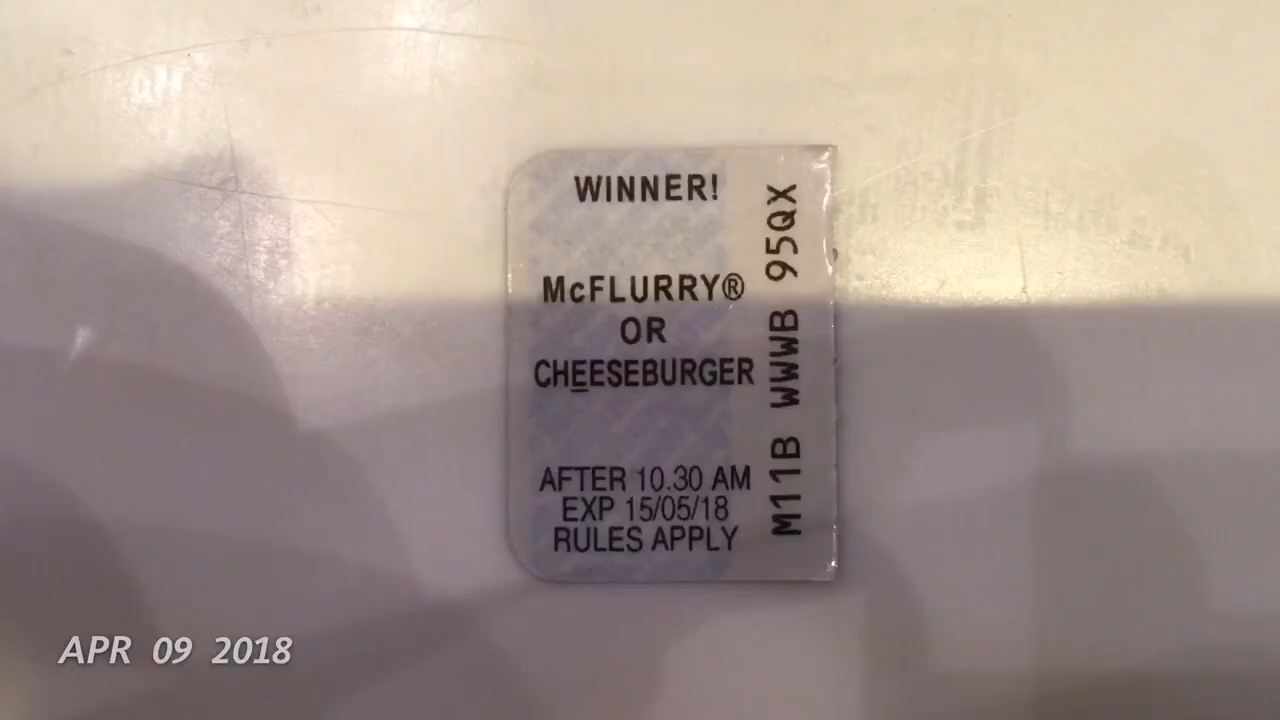 WINNER!
McFLURRY®
OR
CHEESEBURGER
AFTER 10.30 AM
EXP 15/05/18
RULES APPLY
M11B WWWB 95QX
APR 09 2018